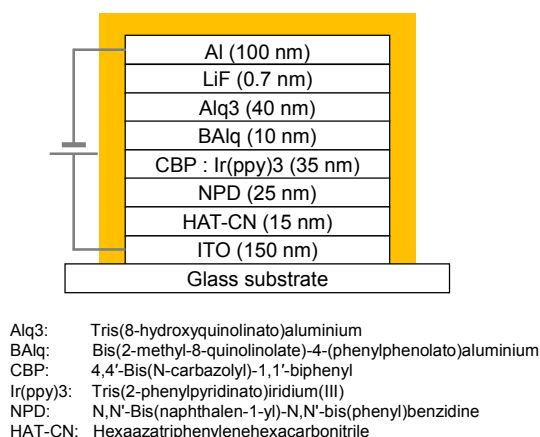 Al (100 nm)
LiF (0.7 nm)
Alq3 (40 nm)
BAlq (10 nm)
CBP : Ir(ppy)3 (35 nm)
NPD (25 nm)
HAT-CN (15 nm)
ITO (150 nm)
Glass substrate
Alq3: Tris(8-hydroxyquinolinato)aluminium
BAlq: Bis(2-methyl-8-quinolinolate)-4-(phenylphenolato)aluminium
CBP: 4,4′-Bis(N-carbazolyl)-1,1′-biphenyl
Ir(ppy)3: Tris(2-phenylpyridinato)iridium(III)
NPD: N,N'-Bis(naphthalen-1-yl)-N,N'-bis(phenyl)benzidine
HAT-CN: Hexaazatriphenylenehexacarbonitrile